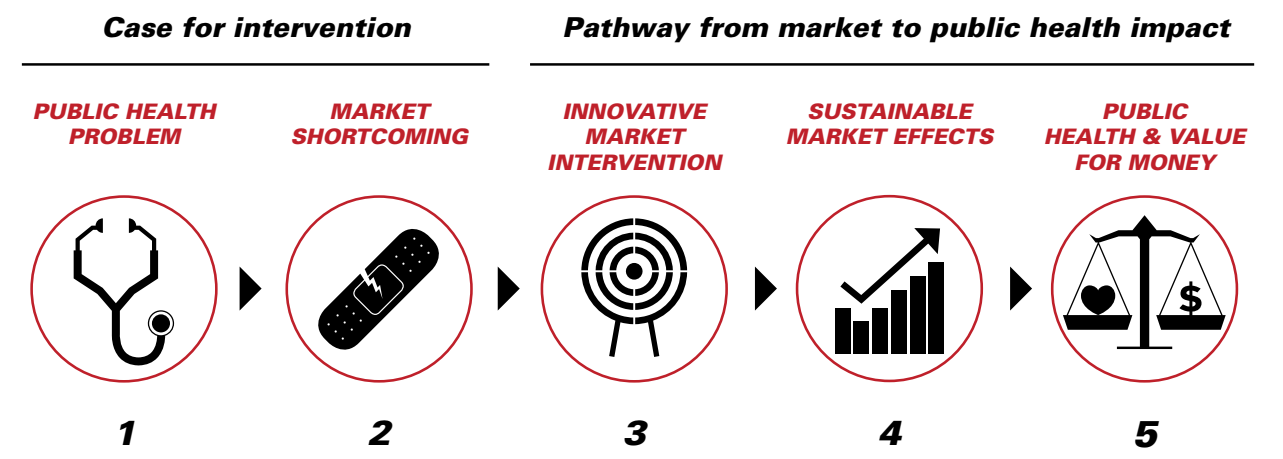 Case for intervention
Pathway from market to public health impact
PUBLIC HEALTH
PROBLEM
MARKET
SHORTCOMING
INNOVATIVE
MARKET
INTERVENTION
SUSTAINABLE
MARKET EFFECTS
PUBLIC
HEALTH & VALUE
FOR MONEY
$
1
2
3
4
5